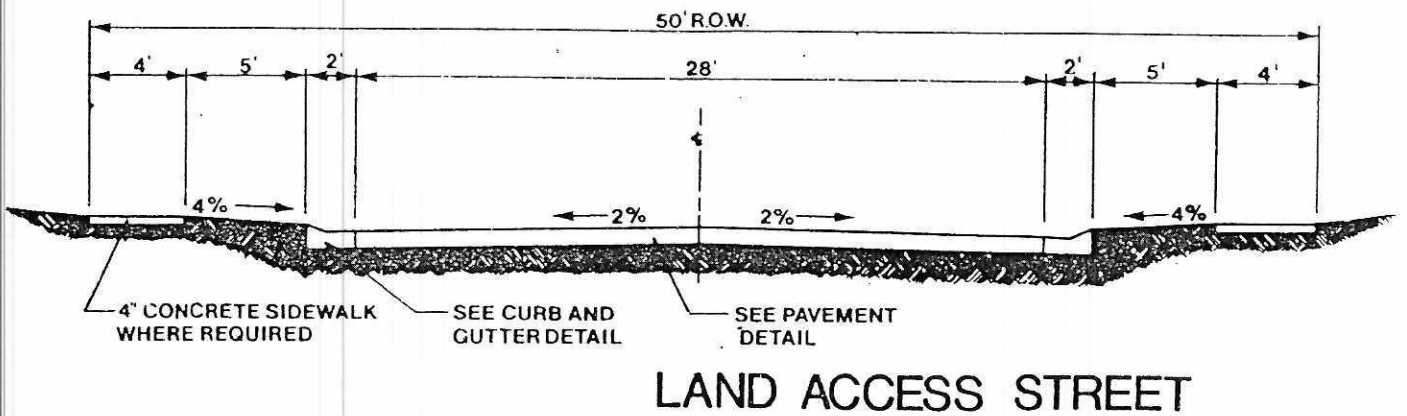 50' R.O.W.
4' 5' 2' 28' 2' 5' 4'
℄
4% 2% 2% 4%
4" CONCRETE SIDEWALK
WHERE REQUIRED
SEE CURB AND
GUTTER DETAIL
SEE PAVEMENT
DETAIL
LAND ACCESS STREET